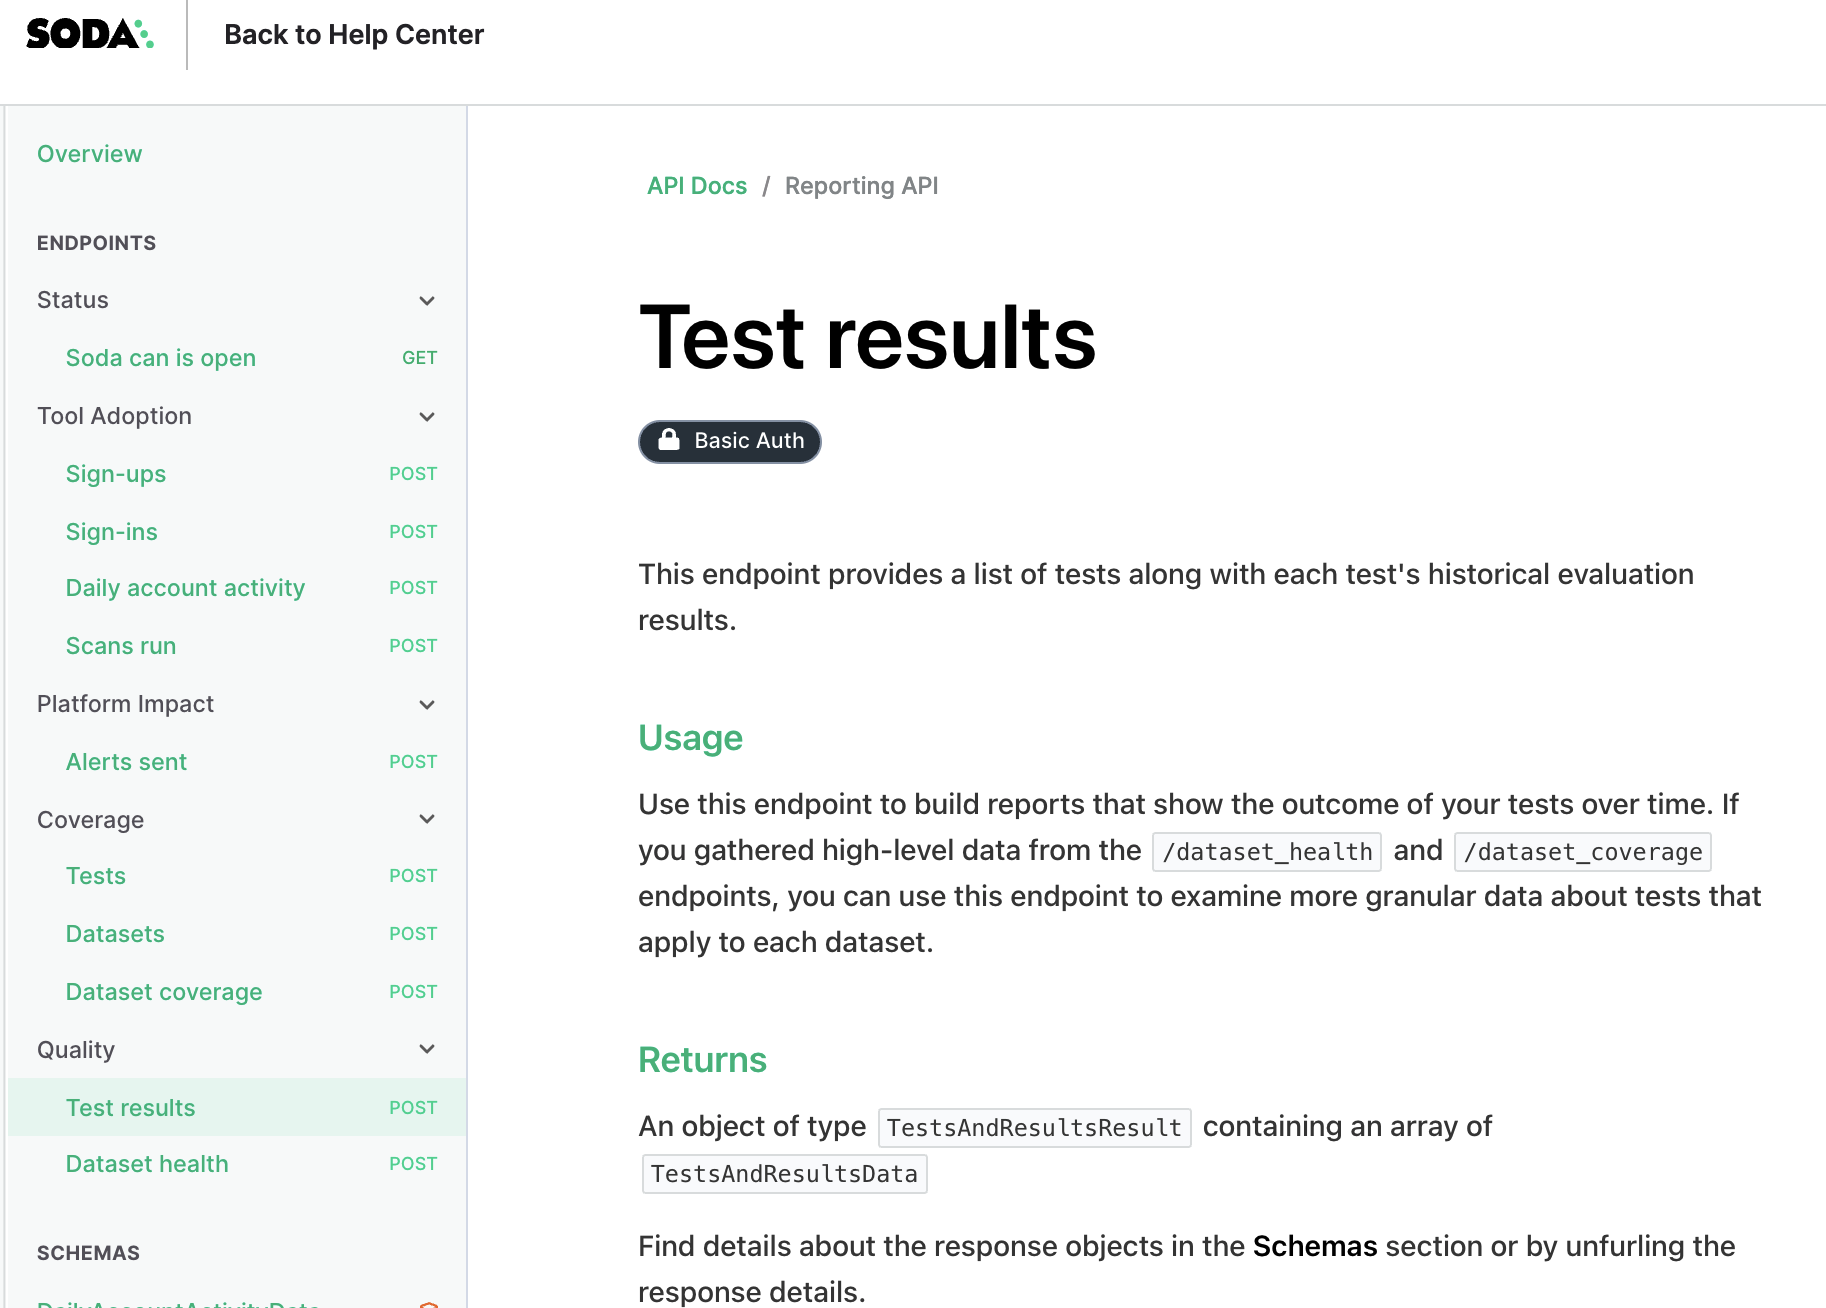 SODA
Back to Help Center
Overview
ENDPOINTS
Status
Soda can is open GET
Tool Adoption
Sign-ups POST
Sign-ins POST
Daily account activity POST
Scans run POST
Platform Impact
Alerts sent POST
Coverage
Tests POST
Datasets POST
Dataset coverage POST
Quality
Test results POST
Dataset health POST
SCHEMAS
DailyAccountActivityData
API Docs / Reporting API
Test results
Basic Auth
This endpoint provides a list of tests along with each test's historical evaluation
results.
Usage
Use this endpoint to build reports that show the outcome of your tests over time. If
you gathered high-level data from the /dataset_health and /dataset_coverage
endpoints, you can use this endpoint to examine more granular data about tests that
apply to each dataset.
Returns
An object of type TestsAndResultsResult containing an array of
TestsAndResultsData
Find details about the response objects in the Schemas section or by unfurling the
response details.